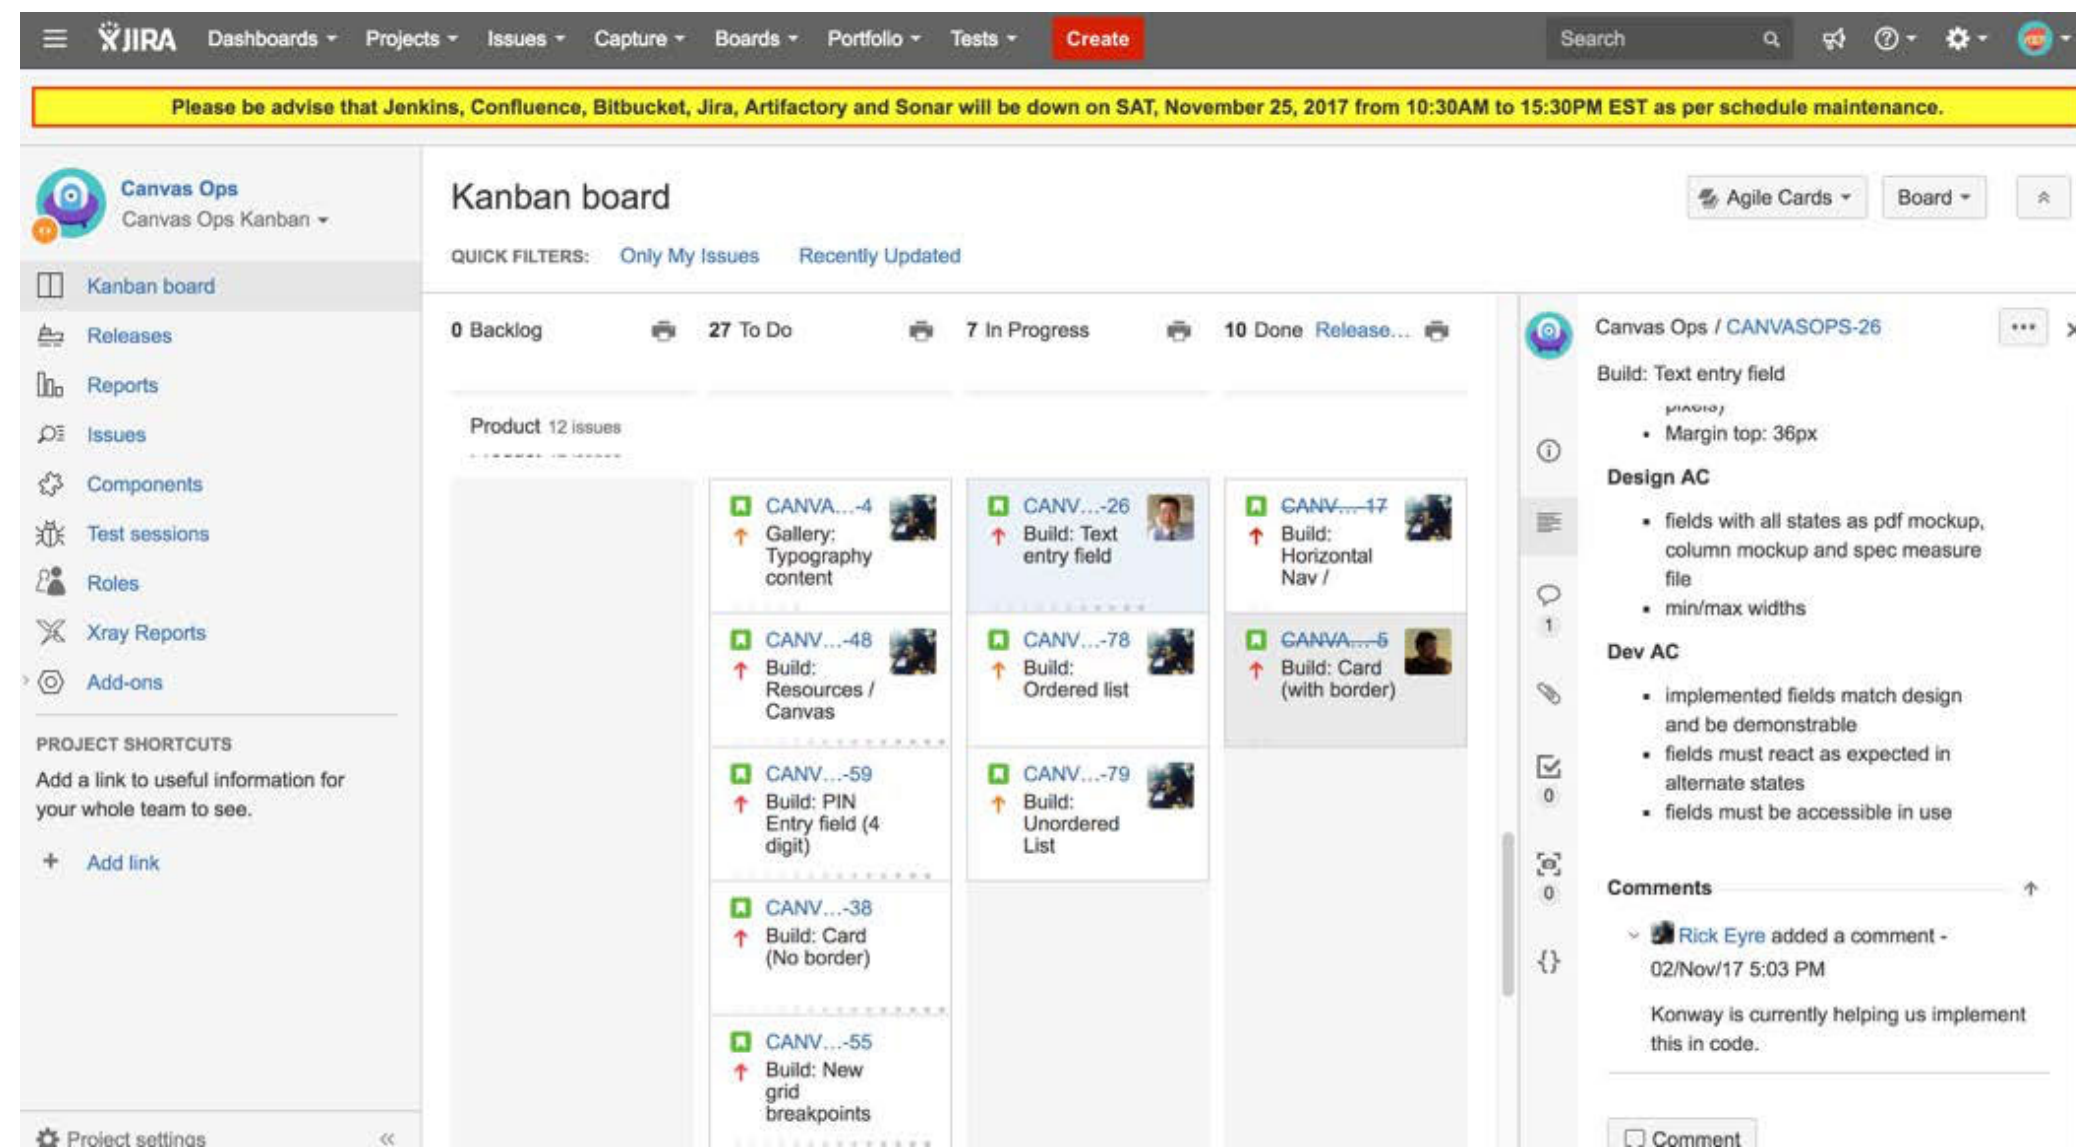 JIRA Dashboards Projects Issues Capture Boards Portfolio Tests Create Search
Please be advise that Jenkins, Confluence, Bitbucket, Jira, Artifactory and Sonar will be down on SAT, November 25, 2017 from 10:30AM to 15:30PM EST as per schedule maintenance.
Canvas Ops
Canvas Ops Kanban
Kanban board
Releases
Reports
Issues
Components
Test sessions
Roles
Xray Reports
Add-ons
PROJECT SHORTCUTS
Add a link to useful information for
your whole team to see.
+ Add link
Project settings
Kanban board
Agile Cards
Board
QUICK FILTERS: Only My Issues Recently Updated
0 Backlog
27 To Do
7 In Progress
10 Done Release...
Product 12 issues
CANVA...-4
Gallery:
Typography
content
CANV...-48
Build:
Resources /
Canvas
CANV...-59
Build: PIN
Entry field (4
digit)
CANV...-38
Build: Card
(No border)
CANV...-55
Build: New
grid
breakpoints
CANV...-26
Build: Text
entry field
CANV...-78
Build:
Ordered list
CANV...-79
Build:
Unordered
List
CANV...-17
Build:
Horizontal
Nav /
CANVA...-5
Build: Card
(with border)
1
0
0
{}
Canvas Ops / CANVASOPS-26
Build: Text entry field
pixels)
Margin top: 36px
Design AC
fields with all states as pdf mockup,
column mockup and spec measure
file
min/max widths
Dev AC
implemented fields match design
and be demonstrable
fields must react as expected in
alternate states
fields must be accessible in use
Comments
Rick Eyre added a comment -
02/Nov/17 5:03 PM
Konway is currently helping us implement
this in code.
Comment